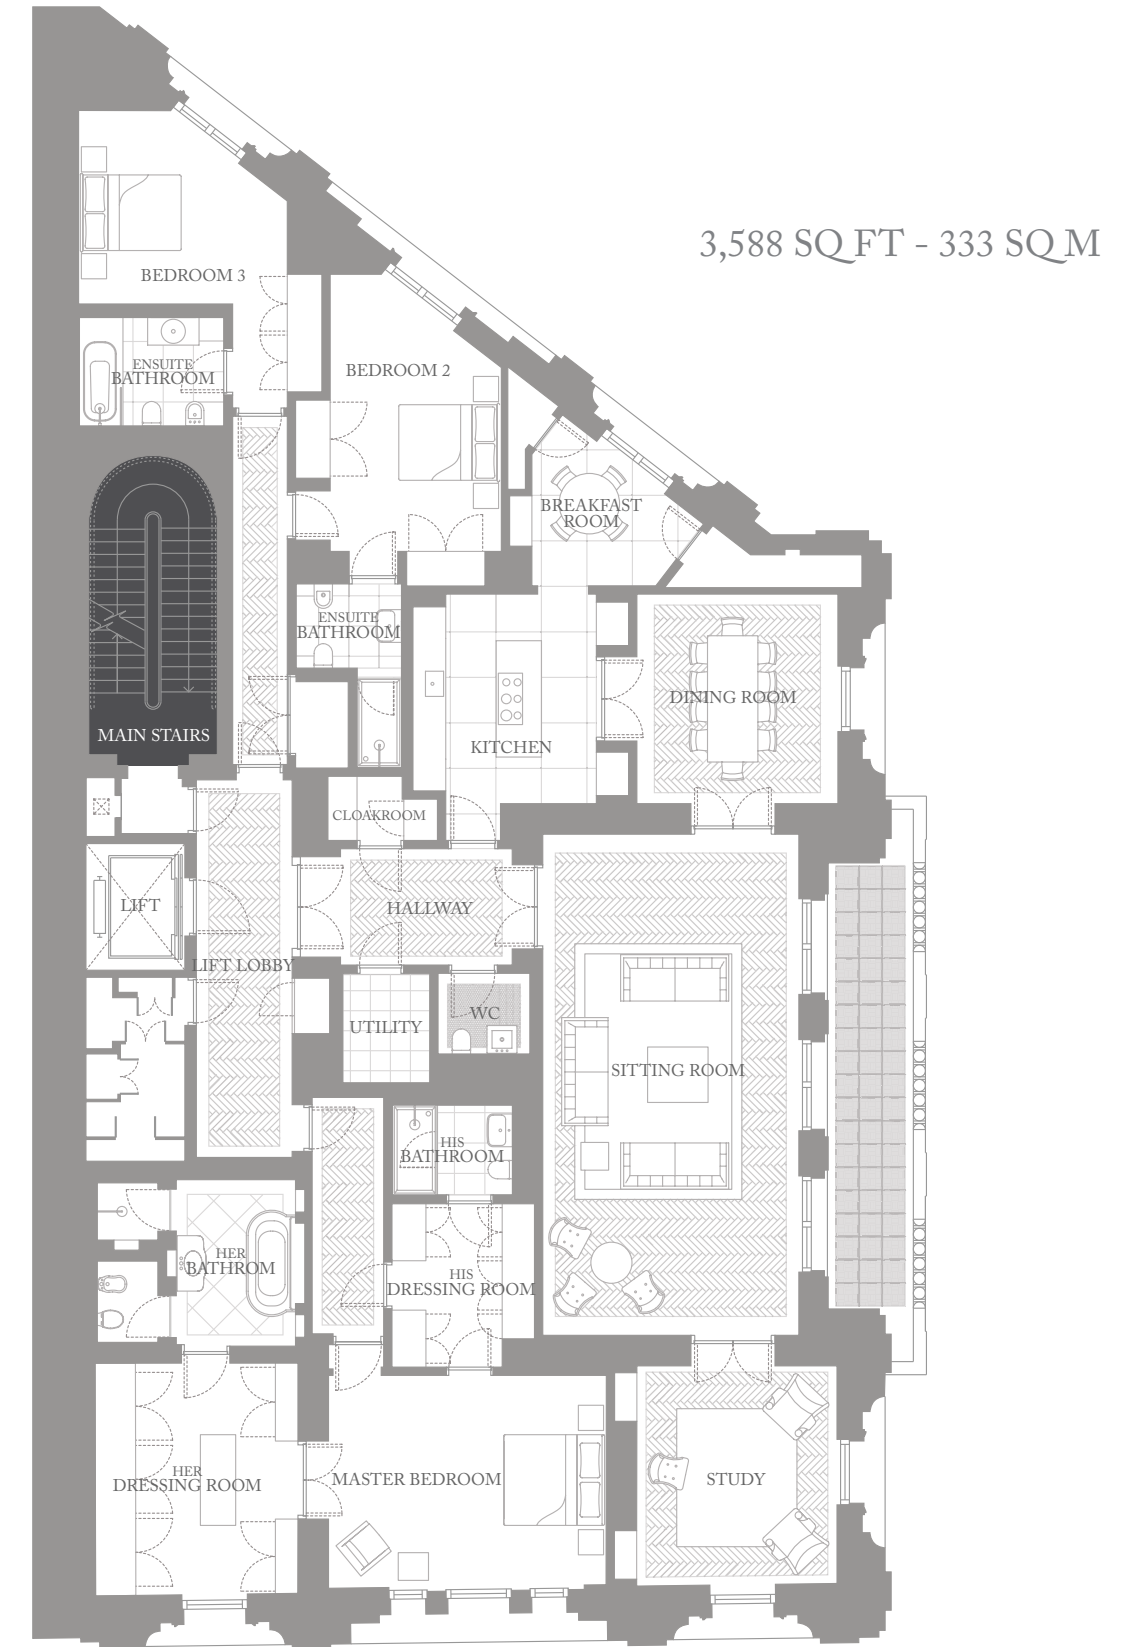 3,588 SQ FT - 333 SQ M
BEDROOM 3
ENSUITE
BATHROOM
BEDROOM 2
BREAKFAST
ROOM
ENSUITE
BATHROOM
DINING ROOM
MAIN STAIRS
KITCHEN
CLOAKROOM
LIFT
HALLWAY
LIFT LOBBY
WC
UTILITY
SITTING ROOM
HIS
BATHROOM
HER
BATHROM
HIS
DRESSING ROOM
HER
DRESSING ROOM
MASTER BEDROOM
STUDY